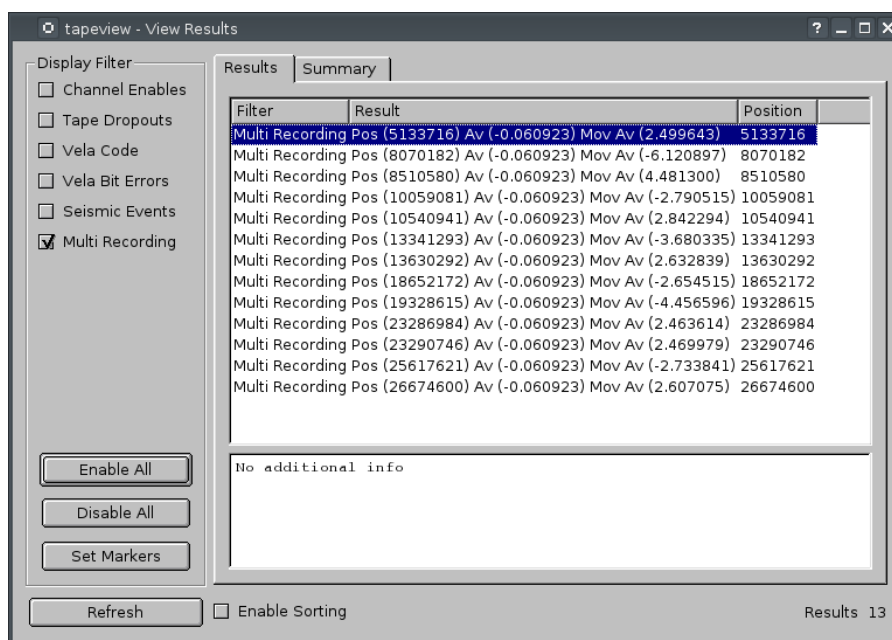 tapeview - View Results
Display Filter
Channel Enables
Tape Dropouts
Vela Code
Vela Bit Errors
Seismic Events
Multi Recording
Enable All
Disable All
Set Markers
Refresh
Results Summary
Filter Result Position
Multi Recording Pos (5133716) Av (-0.060923) Mov Av (2.499643) 5133716
Multi Recording Pos (8070182) Av (-0.060923) Mov Av (-6.120897) 8070182
Multi Recording Pos (8510580) Av (-0.060923) Mov Av (4.481300) 8510580
Multi Recording Pos (10059081) Av (-0.060923) Mov Av (-2.790515) 10059081
Multi Recording Pos (10540941) Av (-0.060923) Mov Av (2.842294) 10540941
Multi Recording Pos (13341293) Av (-0.060923) Mov Av (-3.680335) 13341293
Multi Recording Pos (13630292) Av (-0.060923) Mov Av (2.632839) 13630292
Multi Recording Pos (18652172) Av (-0.060923) Mov Av (-2.654515) 18652172
Multi Recording Pos (19328615) Av (-0.060923) Mov Av (-4.456596) 19328615
Multi Recording Pos (23286984) Av (-0.060923) Mov Av (2.463614) 23286984
Multi Recording Pos (23290746) Av (-0.060923) Mov Av (2.469979) 23290746
Multi Recording Pos (25617621) Av (-0.060923) Mov Av (-2.733841) 25617621
Multi Recording Pos (26674600) Av (-0.060923) Mov Av (2.607075) 26674600
No additional info
Enable Sorting
Results 13